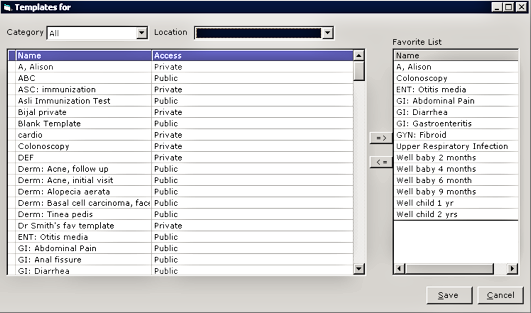 Templates for
Category All Location
Favorite List
Name Access
A, Alison Private
ABC Public
ASC: immunization Private
Asli Immunization Test Public
Bijal private Private
Blank Template Public
cardio Private
Colonoscopy Private
DEF Private
Derm: Acne, follow up Public
Derm: Acne, initial visit Public
Derm: Alopecia aerata Public
Derm: Basal cell carcinoma, face Public
Derm: Tinea pedis Public
Dr Smith's fav template Private
ENT: Otitis media Public
GI: Abdominal Pain Public
GI: Anal fissure Public
GI: Diarrhea Public
=>
<=
Name
A, Alison
Colonoscopy
ENT: Otitis media
GI: Abdominal Pain
GI: Diarrhea
GI: Gastroenteritis
GYN: Fibroid
Upper Respiratory Infection
Well baby 2 months
Well baby 4 months
Well baby 6 month
Well baby 9 months
Well child 1 yr
Well child 2 yrs
Save Cancel